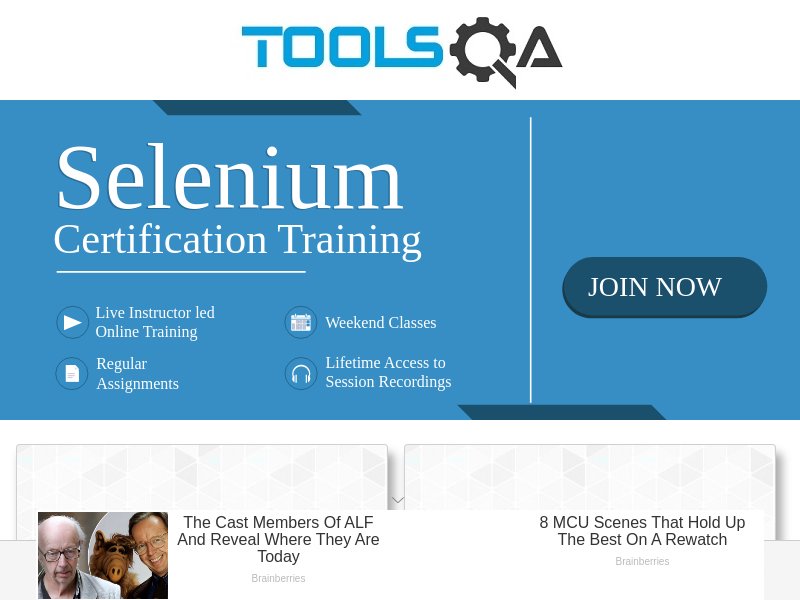 TOOLSQA
Selenium
Certification Training
JOIN NOW
Live Instructor led
Online Training
Weekend Classes
Regular
Assignments
Lifetime Access to
Session Recordings
The Cast Members Of ALF
And Reveal Where They Are
Today
Brainberries
8 MCU Scenes That Hold Up
The Best On A Rewatch
Brainberries